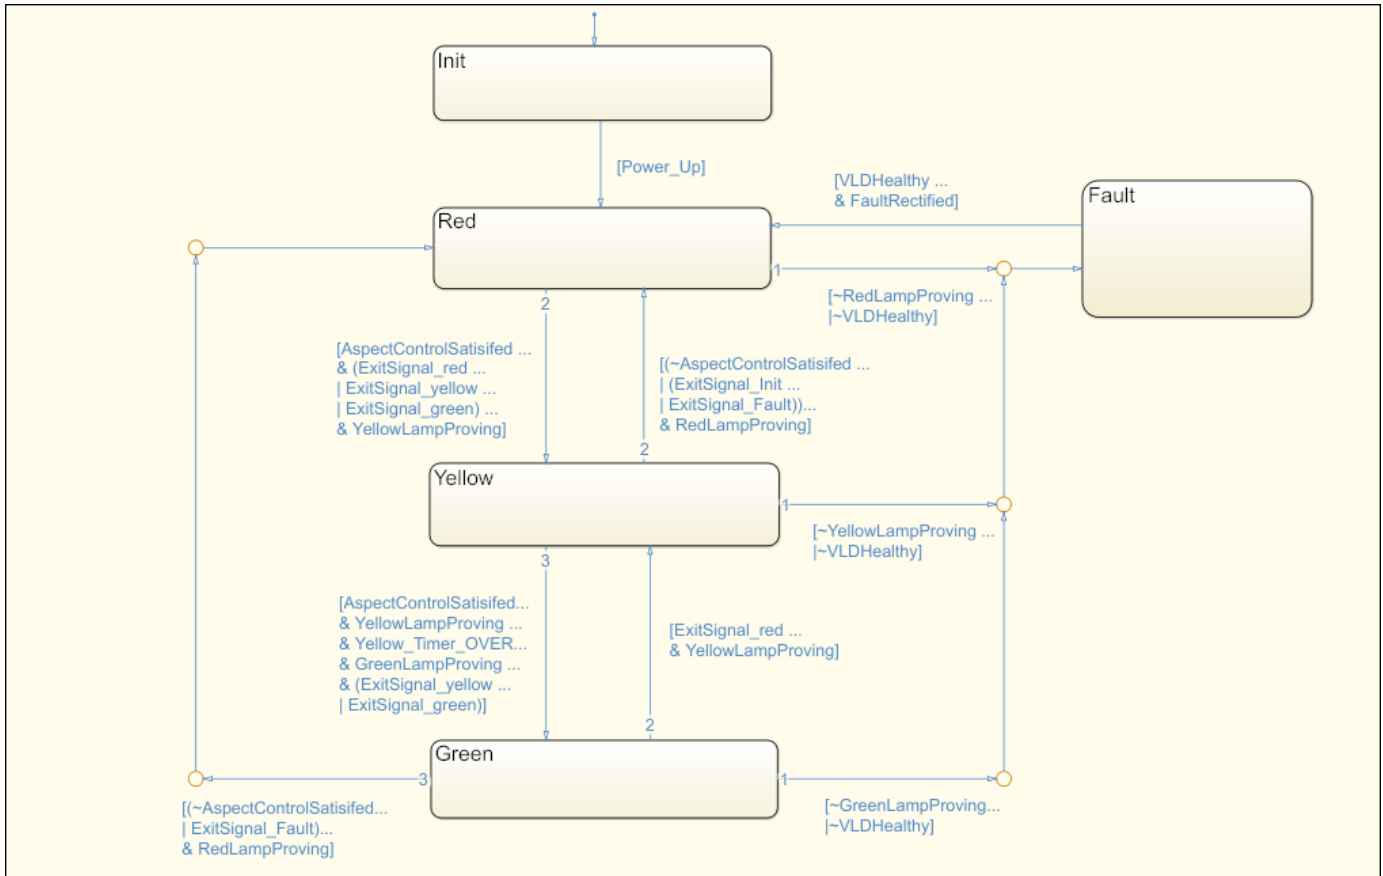 Init
[Power_Up]
[VLDHealthy ...
& FaultRectified]
Fault
Red
1
[~RedLampProving ...
|~VLDHealthy]
2
[AspectControlSatisifed ...
& (ExitSignal_red ...
| ExitSignal_yellow ...
| ExitSignal_green) ...
& YellowLampProving]
[(~AspectControlSatisifed ...
| (ExitSignal_Init ...
| ExitSignal_Fault))...
& RedLampProving]
2
Yellow
1
[~YellowLampProving ...
|~VLDHealthy]
3
[AspectControlSatisifed...
& YellowLampProving ...
& Yellow_Timer_OVER...
& GreenLampProving ...
& (ExitSignal_yellow ...
| ExitSignal_green)]
[ExitSignal_red ...
& YellowLampProving]
2
Green
3
1
[(~AspectControlSatisifed...
| ExitSignal_Fault)...
& RedLampProving]
[~GreenLampProving...
|~VLDHealthy]